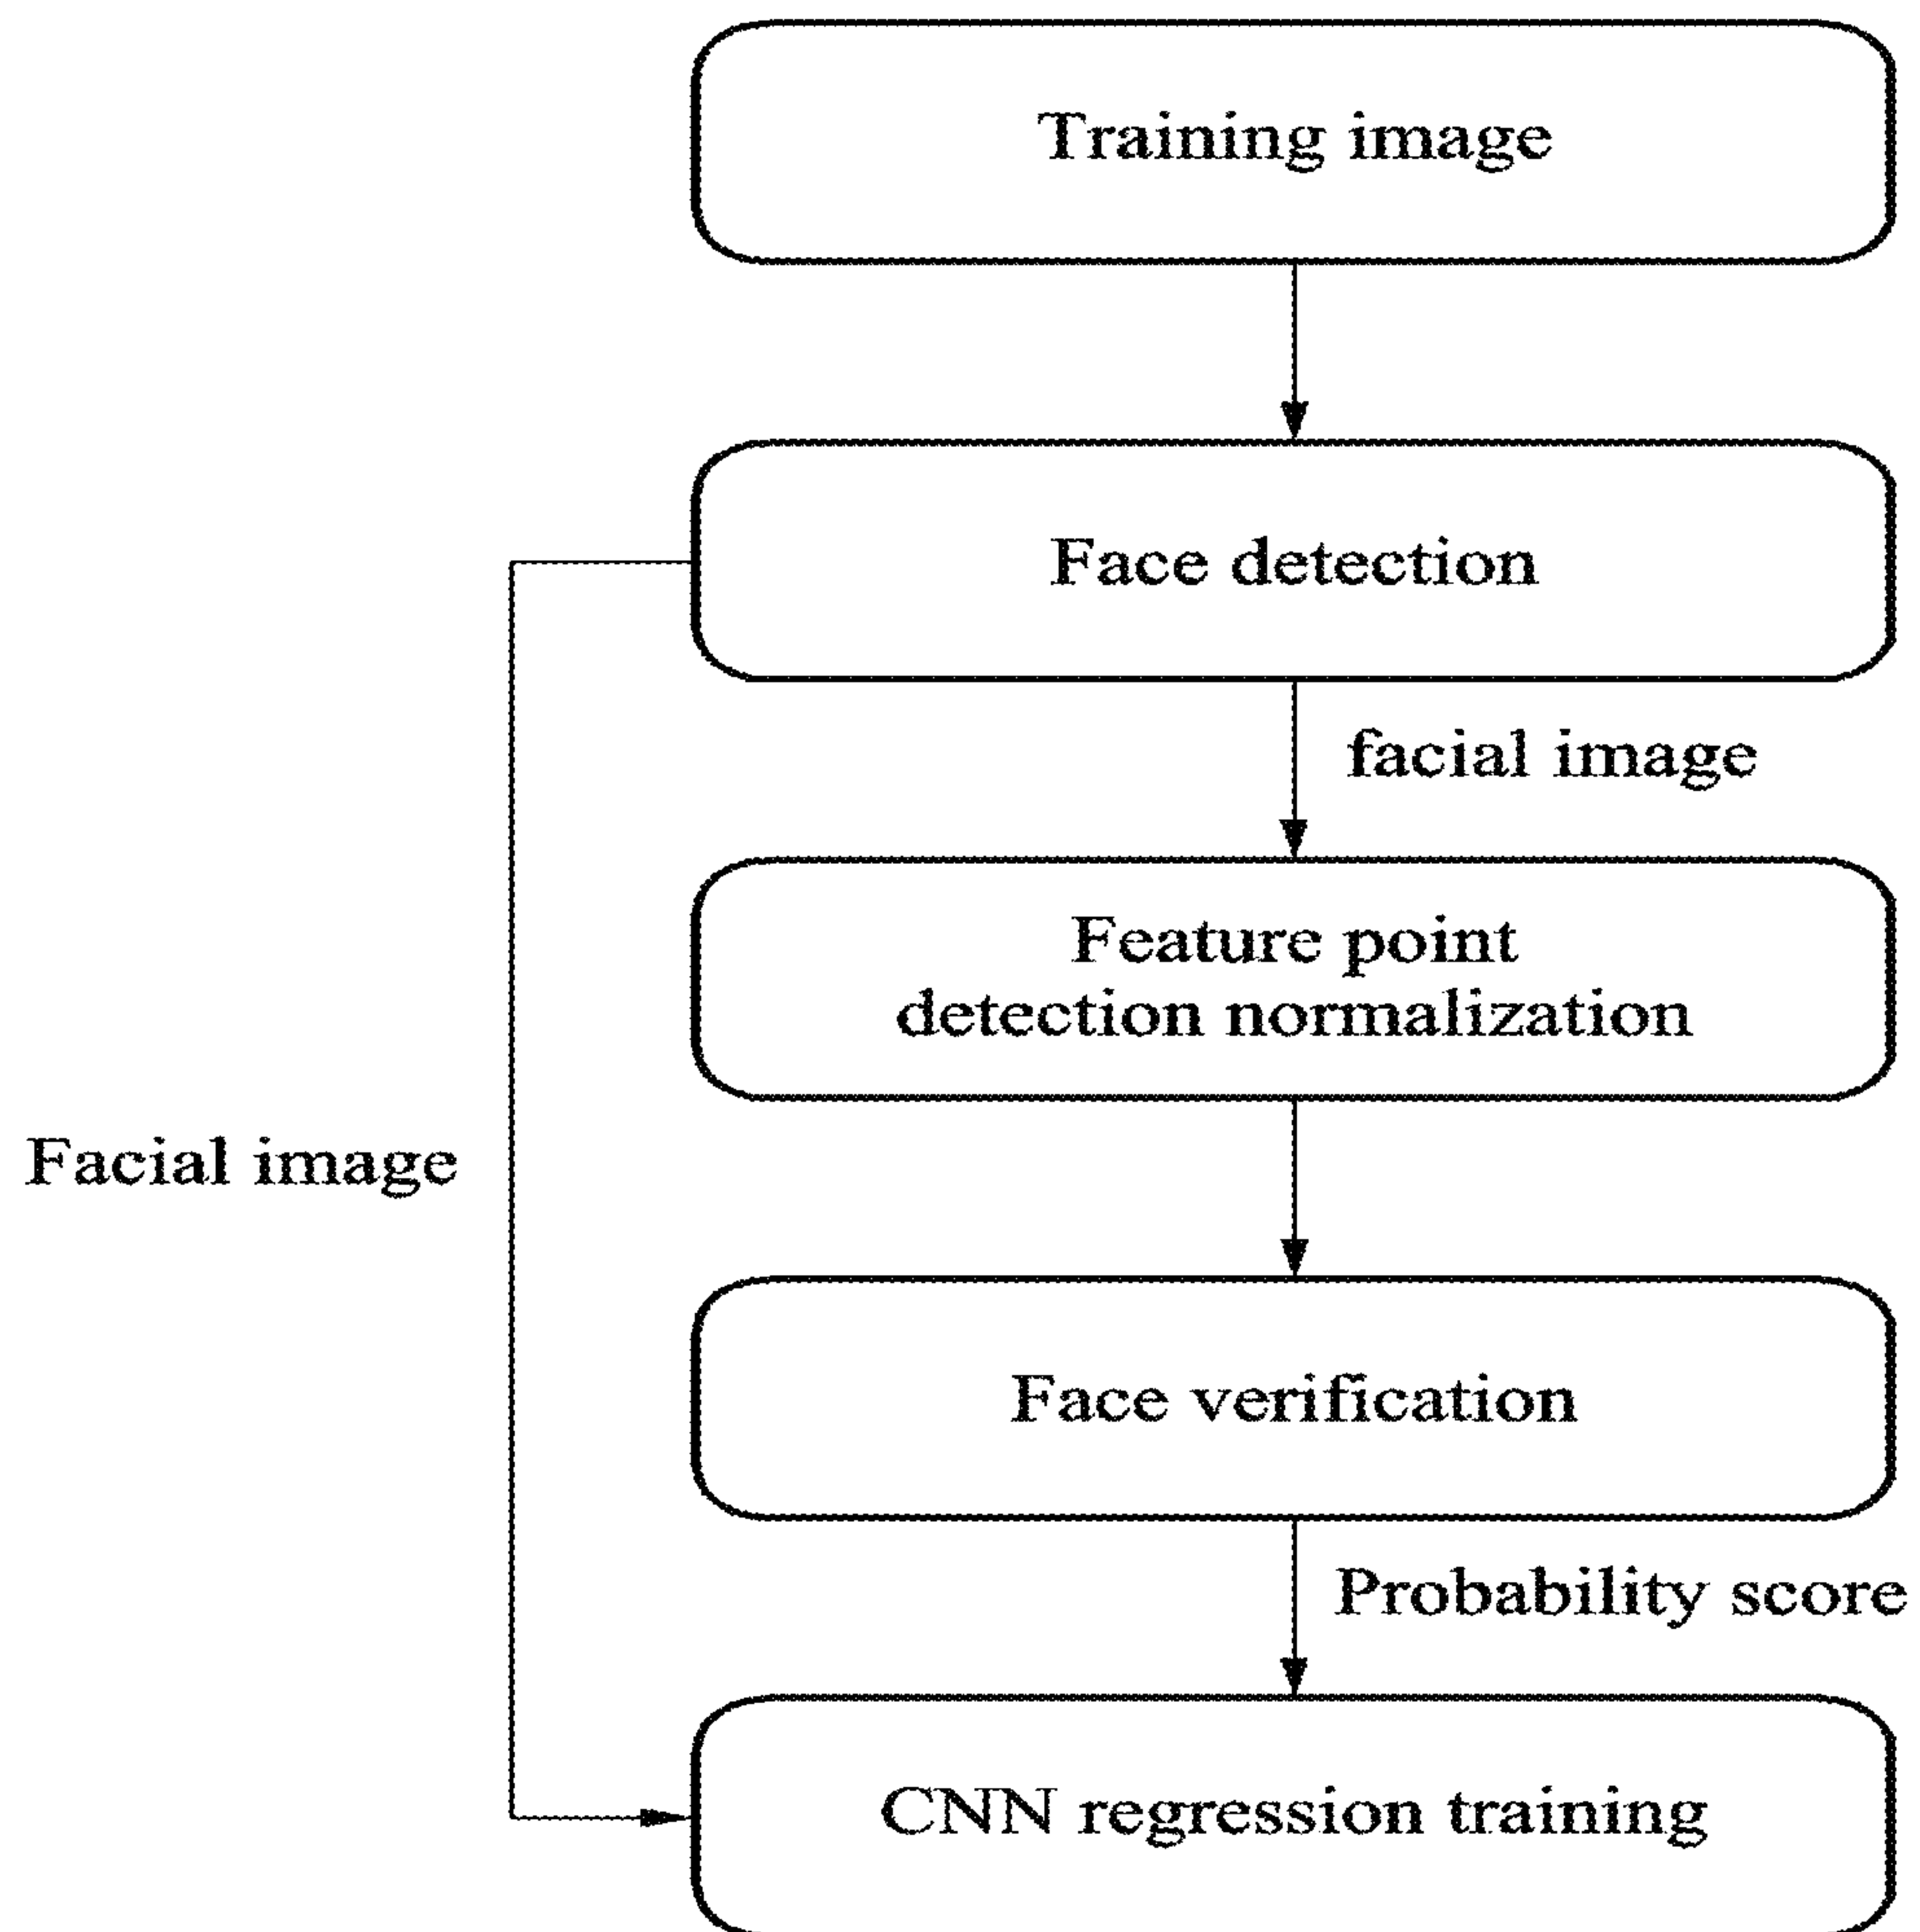 Training image
Face detection
facial image
Feature point
detection normalization
Facial image
Face verification
Probability score
CNN regression training